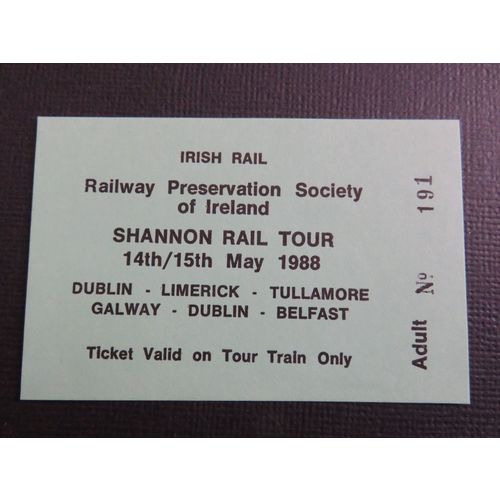 IRISH RAIL
Railway Preservation Society
of Ireland
SHANNON RAIL TOUR
14th/15th May 1988
DUBLIN - LIMERICK - TULLAMORE
GALWAY - DUBLIN - BELFAST
Ticket Valid on Tour Train Only
Adult Nº 191